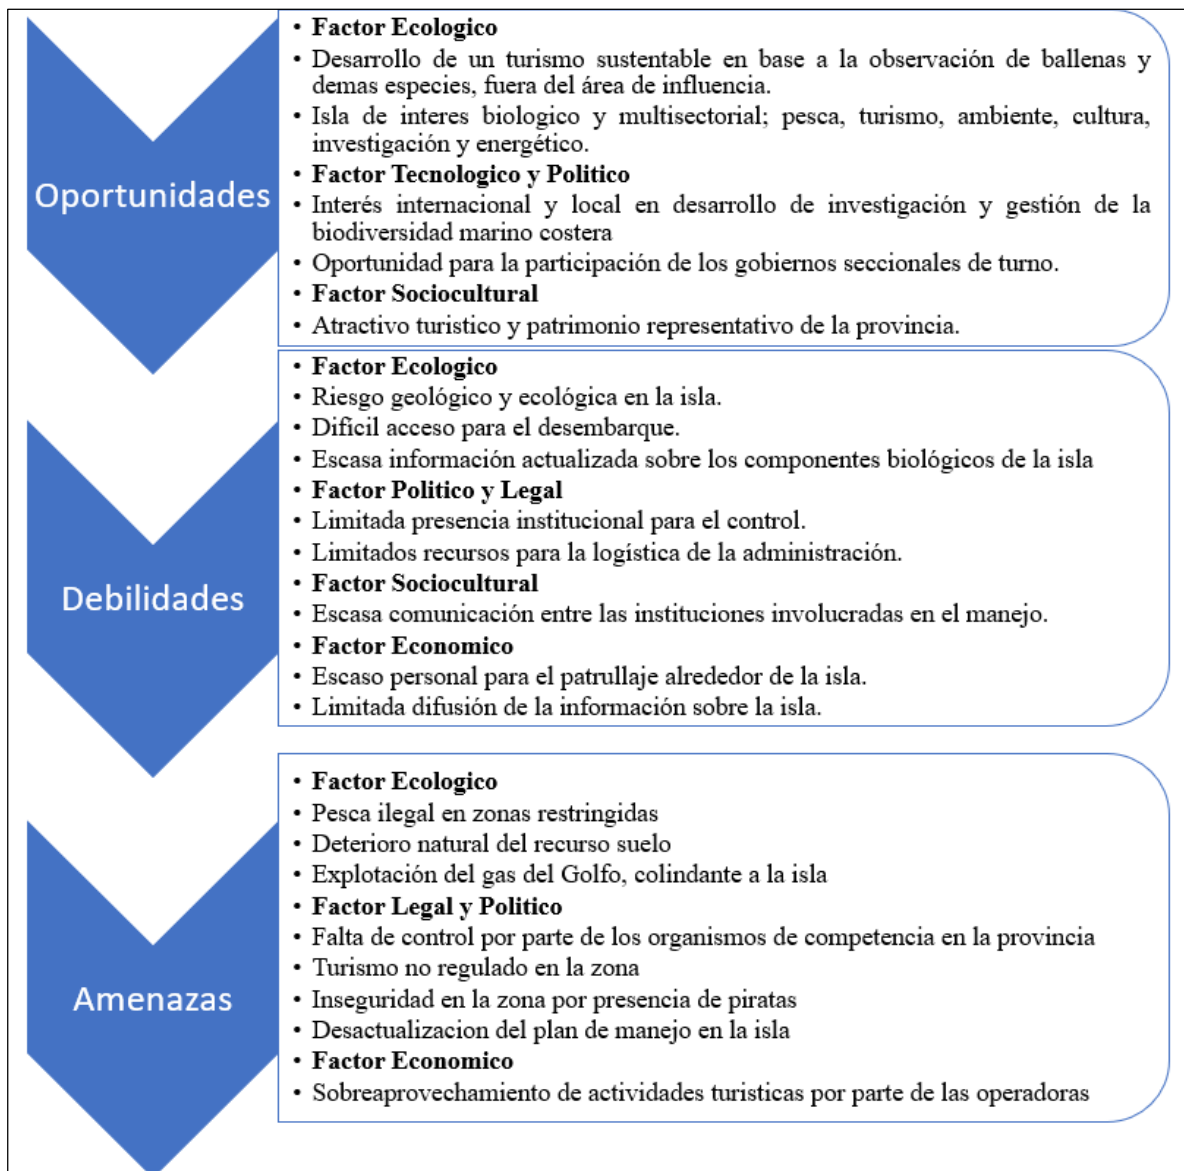 Oportunidades
• Factor Ecologico
• Desarrollo de un turismo sustentable en base a la observación de ballenas y
demas especies, fuera del área de influencia.
• Isla de interes biologico y multisectorial; pesca, turismo, ambiente, cultura,
investigación y energético.
• Factor Tecnologico y Politico
• Interés internacional y local en desarrollo de investigación y gestión de la
biodiversidad marino costera
• Oportunidad para la participación de los gobiernos seccionales de turno.
• Factor Sociocultural
• Atractivo turistico y patrimonio representativo de la provincia.
Debilidades
• Factor Ecologico
• Riesgo geológico y ecológica en la isla.
• Difícil acceso para el desembarque.
• Escasa información actualizada sobre los componentes biológicos de la isla
• Factor Politico y Legal
• Limitada presencia institucional para el control.
• Limitados recursos para la logística de la administración.
• Factor Sociocultural
• Escasa comunicación entre las instituciones involucradas en el manejo.
• Factor Economico
• Escaso personal para el patrullaje alrededor de la isla.
• Limitada difusión de la información sobre la isla.
Amenazas
• Factor Ecologico
• Pesca ilegal en zonas restringidas
• Deterioro natural del recurso suelo
• Explotación del gas del Golfo, colindante a la isla
• Factor Legal y Politico
• Falta de control por parte de los organismos de competencia en la provincia
• Turismo no regulado en la zona
• Inseguridad en la zona por presencia de piratas
• Desactualizacion del plan de manejo en la isla
• Factor Economico
• Sobreaprovechamiento de actividades turisticas por parte de las operadoras